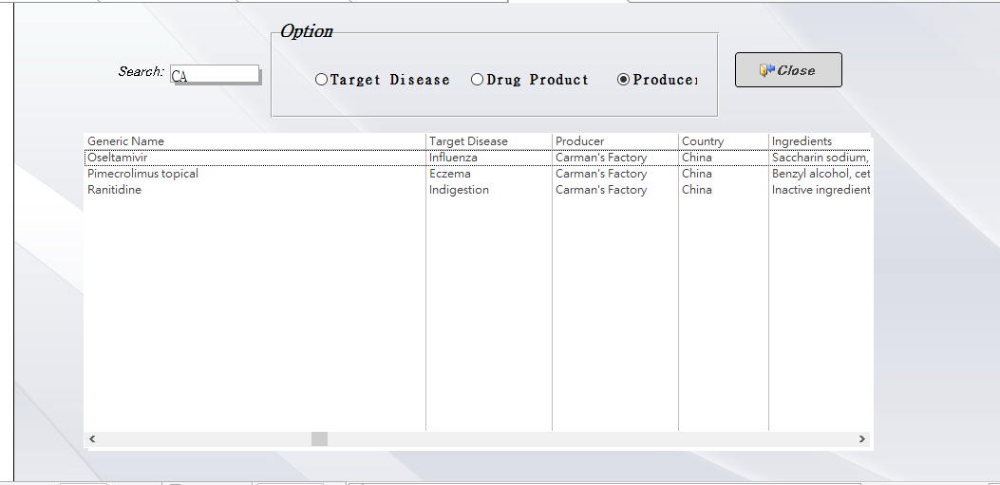 Option
Search: CA
Target Disease Drug Product Producer
Close
Generic Name Target Disease Producer Country Ingredients
Oseltamivir Influenza Carman's Factory China Saccharin sodium,
Pimecrolimus topical Eczema Carman's Factory China Benzyl alcohol, cet
Ranitidine Indigestion Carman's Factory China Inactive ingredient